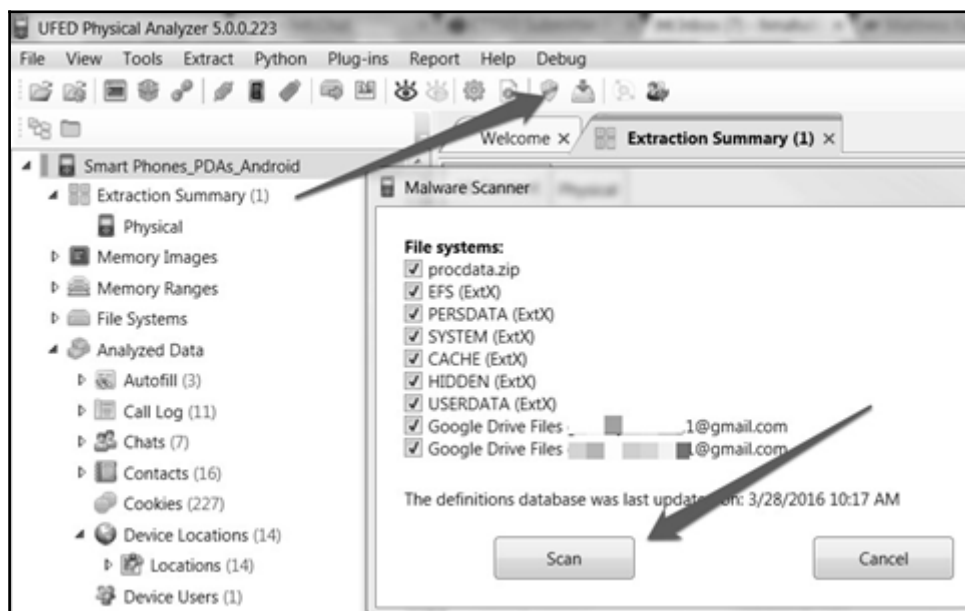 UFED Physical Analyzer 5.0.0.223
File View Tools Extract Python Plug-ins Report Help Debug
Welcome × Extraction Summary (1) ×
Smart Phones_PDAs_Android
Extraction Summary (1)
Physical
Memory Images
Memory Ranges
File Systems
Analyzed Data
Autofill (3)
Call Log (11)
Chats (7)
Contacts (16)
Cookies (227)
Device Locations (14)
Locations (14)
Device Users (1)
Physical
Malware Scanner
File systems:
procdata.zip
EFS (ExtX)
PERSDATA (ExtX)
SYSTEM (ExtX)
CACHE (ExtX)
HIDDEN (ExtX)
USERDATA (ExtX)
Google Drive Files 1@gmail.com
Google Drive Files 1@gmail.com
The definitions database was last updated on: 3/28/2016 10:17 AM
Scan Cancel